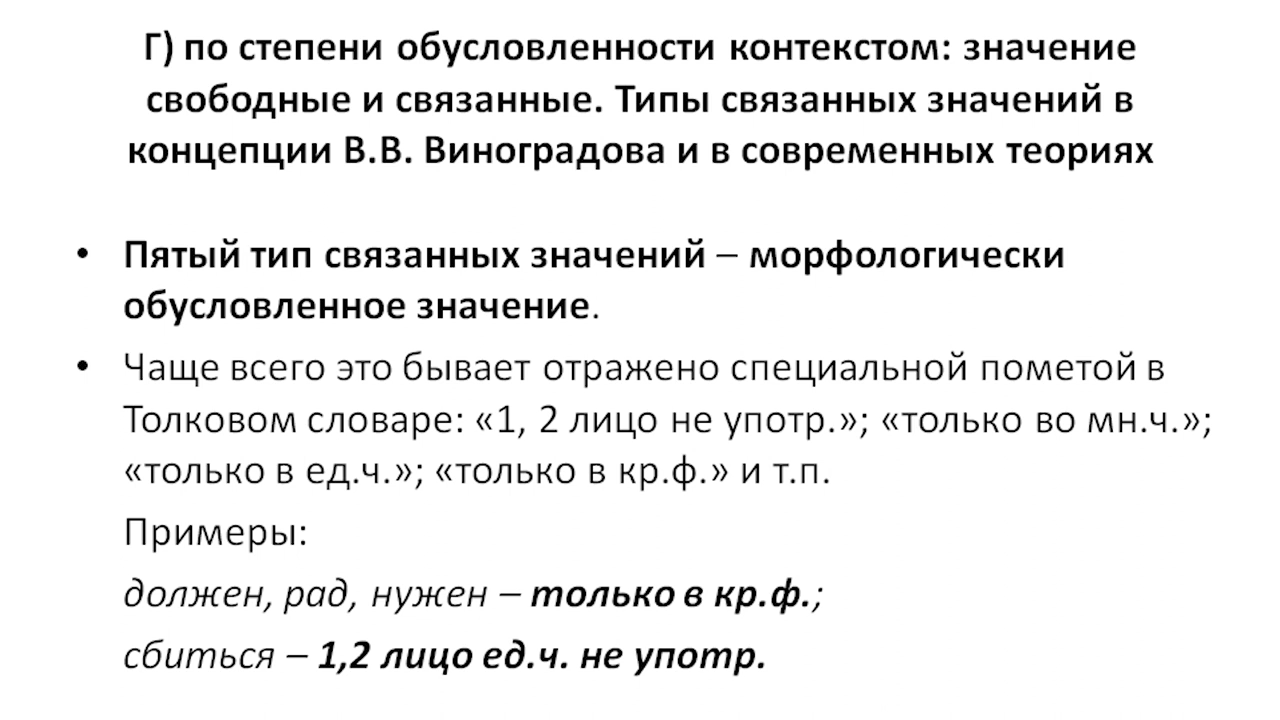 Г) по степени обусловленности контекстом: значение
свободные и связанные. Типы связанных значений в
концепции В.В. Виноградова и в современных теориях
• Пятый тип связанных значений – морфологически
обусловленное значение.
• Чаще всего это бывает отражено специальной пометой в
Толковом словаре: «1, 2 лицо не употр.»; «только во мн.ч.»;
«только в ед.ч.»; «только в кр.ф.» и т.п.
Примеры:
должен, рад, нужен – только в кр.ф.;
сбиться – 1,2 лицо ед.ч. не употр.